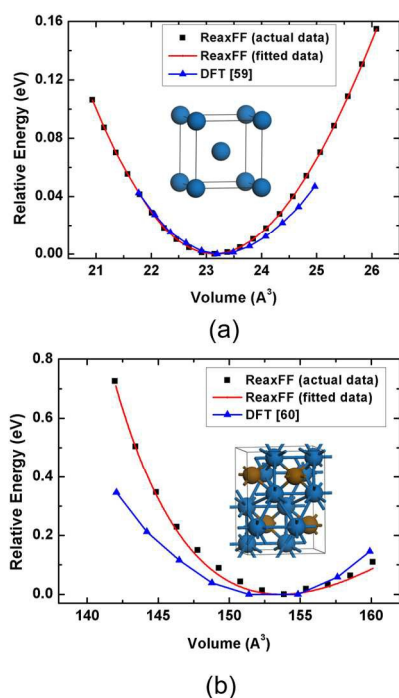 0.16
0.12
0.08
0.04
0.00
Relative Energy (eV)
ReaxFF (actual data)
ReaxFF (fitted data)
DFT [59]
21 22 23 24 25 26
Volume (A³)
(a)
0.8
0.6
0.4
0.2
0.0
Relative Energy (eV)
ReaxFF (actual data)
ReaxFF (fitted data)
DFT [60]
140 145 150 155 160
Volume (A³)
(b)